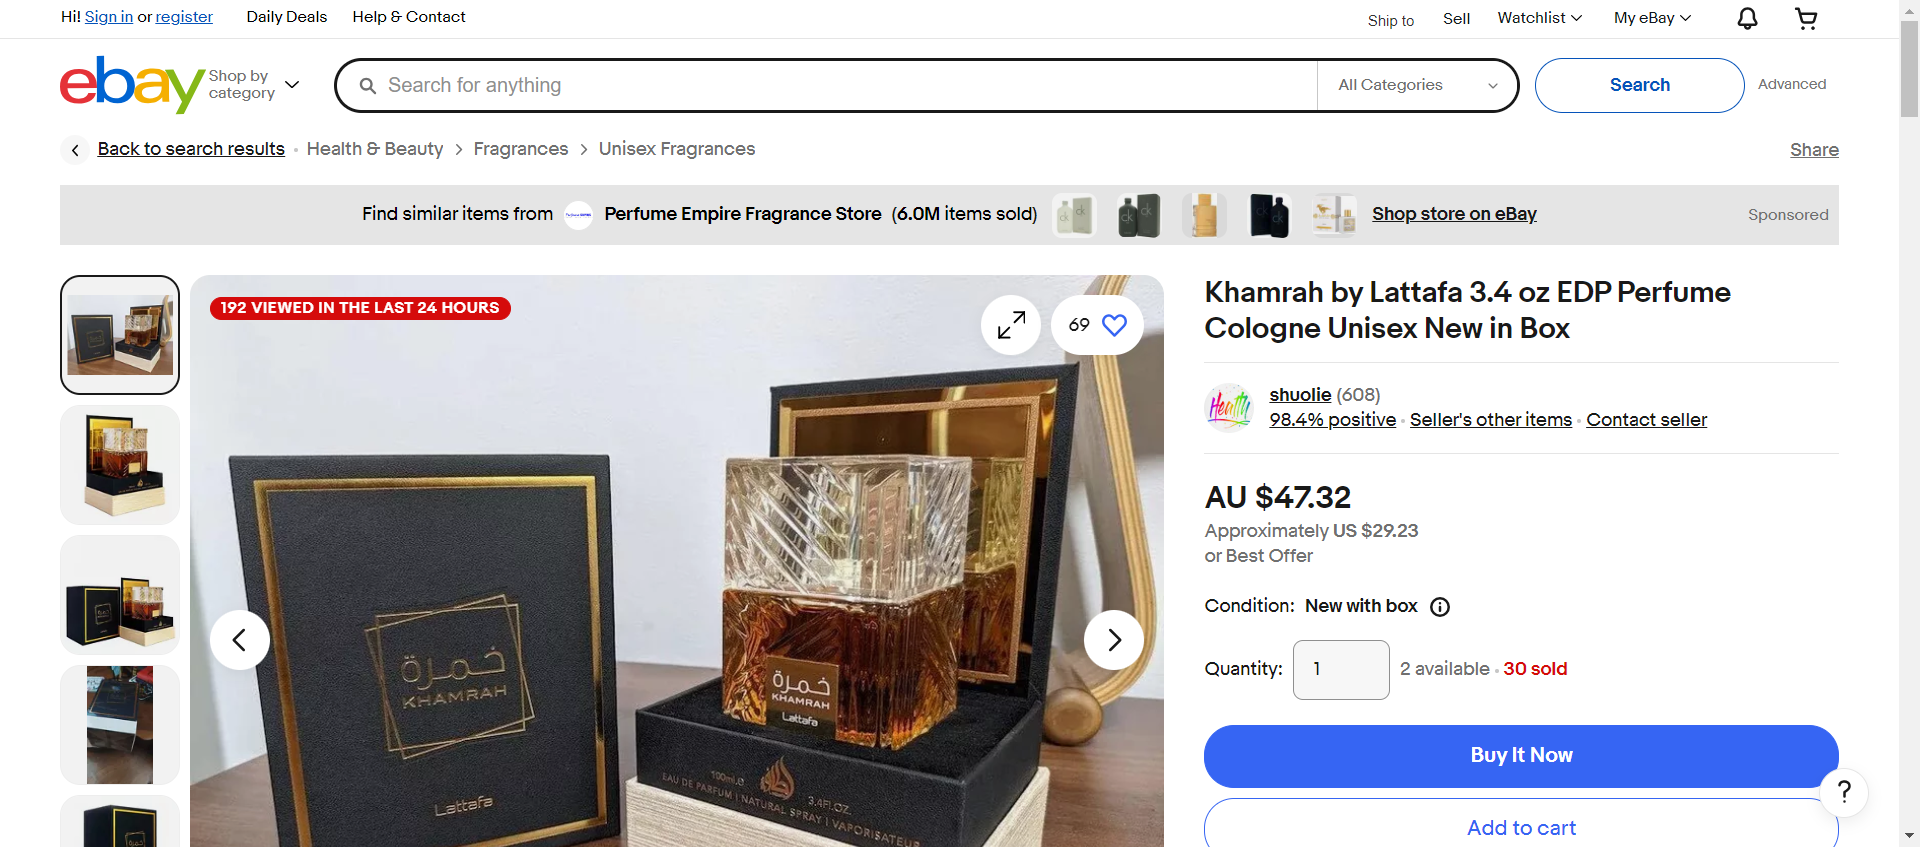 Hi! Sign in or register
Daily Deals
Help & Contact
Ship to
Sell
Watchlist
My eBay
ebay
Shop by
category
Search for anything
All Categories
Search
Advanced
Back to search results
Health & Beauty
Fragrances
Unisex Fragrances
Share
Find similar items from
Perfume Empire Fragrance Store (6.0M items sold)
Shop store on eBay
Sponsored
192 VIEWED IN THE LAST 24 HOURS
69
خمرة
KHAMRAH
Lattafa
خمرة
KHAMRAH
Lattafa
100ml.e
3.4FL.OZ.
EAU DE PARFUM | NATURAL SPRAY | VAPORISATEUR
Khamrah by Lattafa 3.4 oz EDP Perfume
Cologne Unisex New in Box
Health
shuolie (608)
98.4% positive · Seller's other items · Contact seller
AU $47.32
Approximately US $29.23
or Best Offer
Condition: New with box
Quantity: 1
2 available · 30 sold
Buy It Now
Add to cart
?